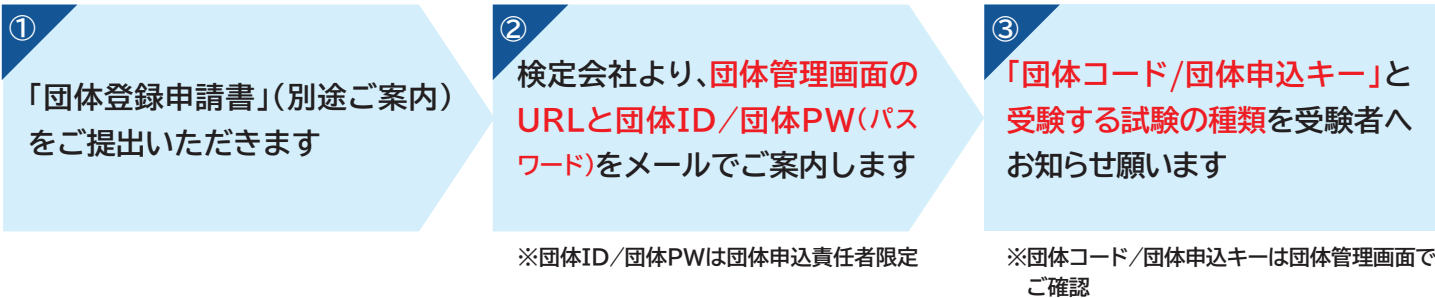 ①
「団体登録申請書」(別途ご案内)
をご提出いただきます
②
検定会社より、団体管理画面の
URLと団体ID/団体PW(パス
ワード)をメールでご案内します
※団体ID/団体PWは団体申込責任者限定
③
「団体コード/団体申込キー」と
受験する試験の種類を受験者へ
お知らせ願います
※団体コード/団体申込キーは団体管理画面で
ご確認